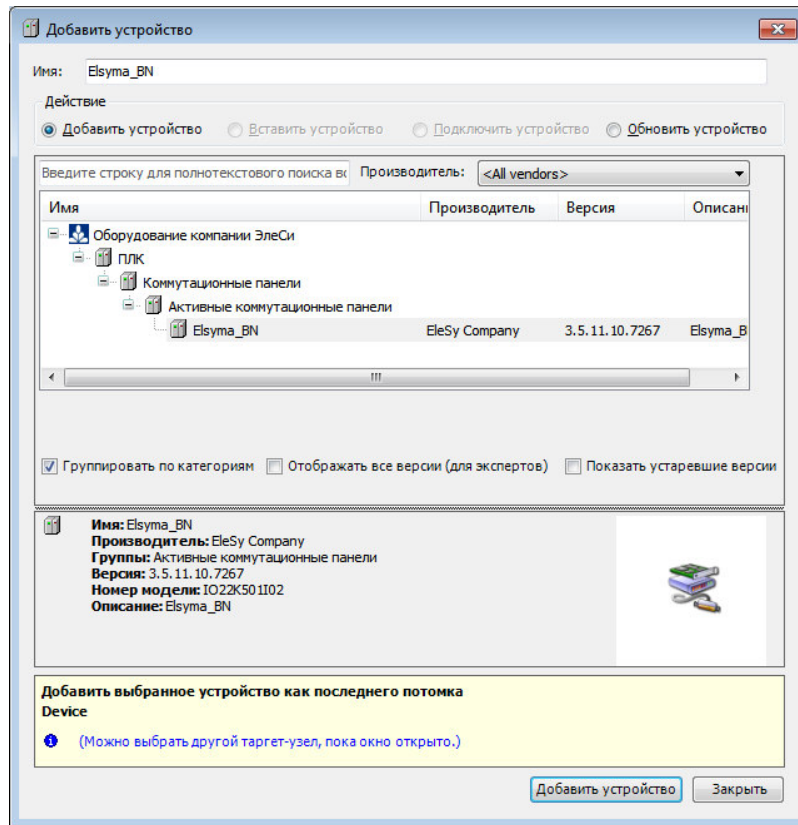 Добавить устройство
Имя: Elsyma_BN
Действие
Добавить устройство Вставить устройство Подключить устройство Обновить устройство
Введите строку для полнотекстового поиска во Производитель: <All vendors>
Имя Производитель Версия Описани
Оборудование компании ЭлеСи
ПЛК
Коммутационные панели
Активные коммутационные панели
Elsyma_BN EleSy Company 3.5.11.10.7267 Elsyma_B
Группировать по категориям Отображать все версии (для экспертов) Показать устаревшие версии
Имя: Elsyma_BN
Производитель: EleSy Company
Группы: Активные коммутационные панели
Версия: 3.5.11.10.7267
Номер модели: IO22K501I02
Описание: Elsyma_BN
Добавить выбранное устройство как последнего потомка
Device
(Можно выбрать другой таргет-узел, пока окно открыто.)
Добавить устройство Закрыть